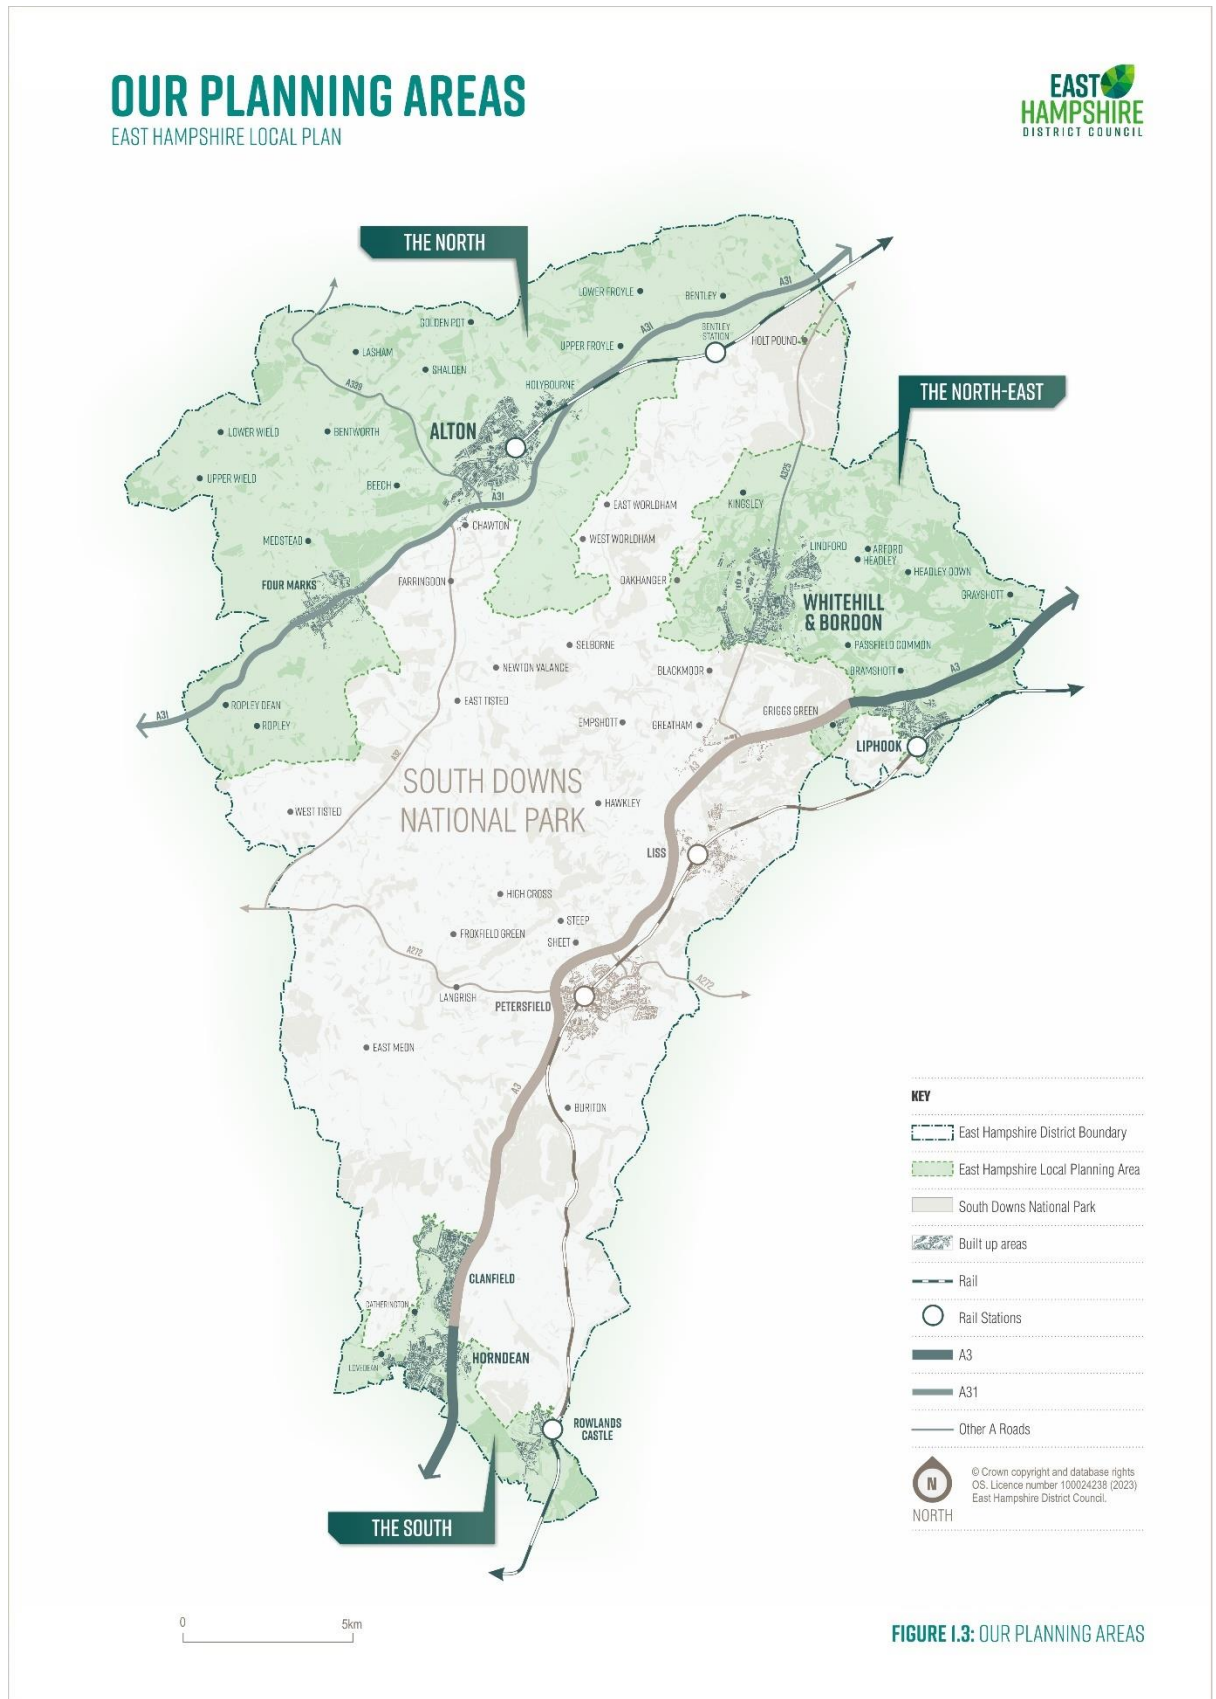 OUR PLANNING AREAS
EAST HAMPSHIRE LOCAL PLAN
EAST
HAMPSHIRE
DISTRICT COUNCIL
THE NORTH
LOWER FROYLE
BENTLEY
A31
GOLDEN POT
A31
BENTLEY
STATION
UPPER FROYLE
HOLT POUND
LASHAM
SHALDEN
A339
HOLYBOURNE
THE NORTH-EAST
ALTON
LOWER WIELD
BENTWORTH
A325
UPPER WIELD
BEECH
A31
KINGSLEY
EAST WORLDHAM
CHAWTON
WEST WORLDHAM
MEDSTEAD
LINDFORD
ARFORD
HEADLEY
HEADLEY DOWN
FOUR MARKS
FARRINGDON
OAKHANGER
GRAYSHOTT
WHITEHILL
& BORDON
SELBORNE
PASSFIELD COMMON
NEWTON VALANCE
BLACKMOOR
BRAMSHOTT
A3
EAST TISTED
ROPLEY DEAN
A31
ROPLEY
EMPSHOTT
GREATHAM
GRIGGS GREEN
LIPHOOK
A32
A3
SOUTH DOWNS
NATIONAL PARK
HAWKLEY
WEST TISTED
LISS
HIGH CROSS
STEEP
FROXFIELD GREEN
SHEET
A272
A272
LANGRISH
PETERSFIELD
EAST MEON
A3
BURITON
CLANFIELD
CATHERINGTON
HORNDEAN
LOVEDEAN
ROWLANDS
CASTLE
THE SOUTH
KEY
East Hampshire District Boundary
East Hampshire Local Planning Area
South Downs National Park
Built up areas
Rail
Rail Stations
A3
A31
Other A Roads
N
NORTH
© Crown copyright and database rights
OS. Licence number 100024238 (2023)
East Hampshire District Council.
0
5km
FIGURE 1.3: OUR PLANNING AREAS